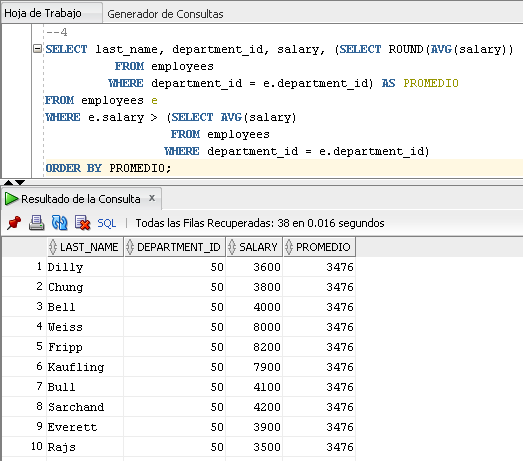 Hoja de Trabajo Generador de Consultas
--4
SELECT last_name, department_id, salary, (SELECT ROUND(AVG(salary))
FROM employees
WHERE department_id = e.department_id) AS PROMEDIO
FROM employees e
WHERE e.salary > (SELECT AVG(salary)
FROM employees
WHERE department_id = e.department_id)
ORDER BY PROMEDIO;
Resultado de la Consulta x
SQL | Todas las Filas Recuperadas: 38 en 0.016 segundos
LAST_NAME DEPARTMENT_ID SALARY PROMEDIO
1 Dilly 50 3600 3476
2 Chung 50 3800 3476
3 Bell 50 4000 3476
4 Weiss 50 8000 3476
5 Fripp 50 8200 3476
6 Kaufling 50 7900 3476
7 Bull 50 4100 3476
8 Sarchand 50 4200 3476
9 Everett 50 3900 3476
10 Rajs 50 3500 3476